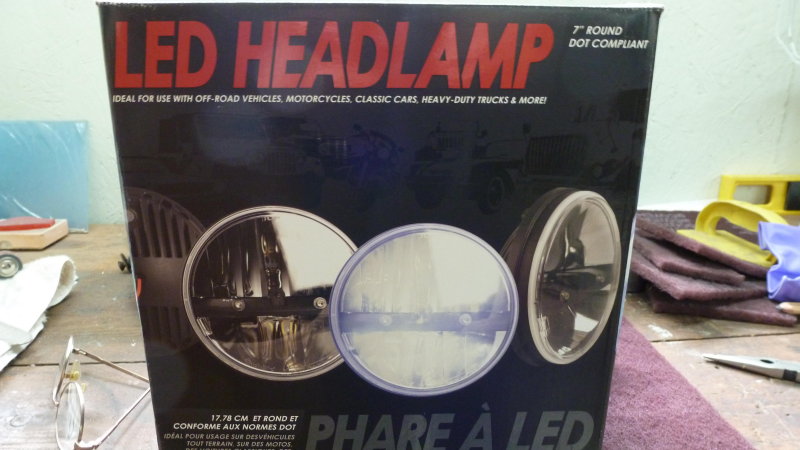 LED HEADLAMP
7" ROUND
DOT COMPLIANT
IDEAL FOR USE WITH OFF-ROAD VEHICLES, MOTORCYCLES, CLASSIC CARS, HEAVY-DUTY TRUCKS & MORE!
17,78 CM ET ROND ET
CONFORME AUX NORMES DOT
PHARE À LED
IDÉAL POUR USAGE SUR DESVÉHICULES
TOUT TERRAIN, SUR DES MOTOS,